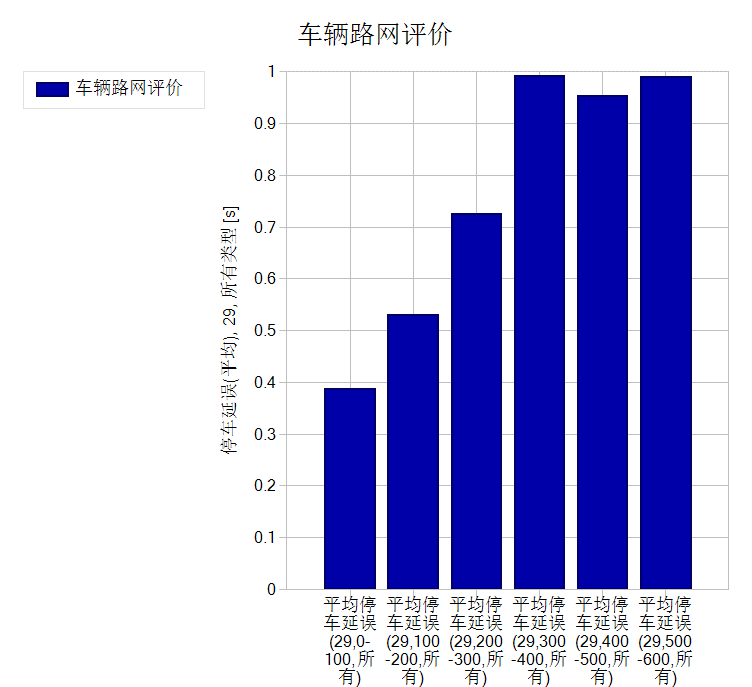 车辆路网评价
车辆路网评价
停车延误(平均), 29, 所有类型 [s]
1
0.9
0.8
0.7
0.6
0.5
0.4
0.3
0.2
0.1
0
平均停
车延误
(29,0-
100,所
有)
平均停
车延误
(29,100
-200,所
有)
平均停
车延误
(29,200
-300,所
有)
平均停
车延误
(29,300
-400,所
有)
平均停
车延误
(29,400
-500,所
有)
平均停
车延误
(29,500
-600,所
有)